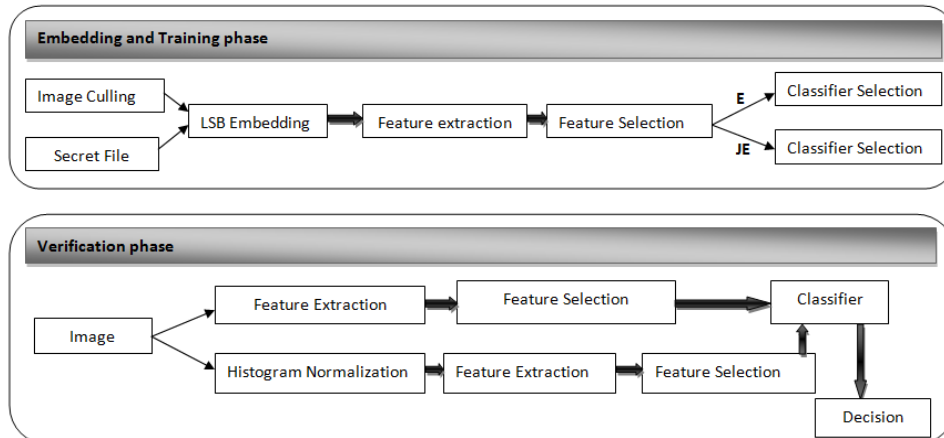 Embedding and Training phase
Image Culling
Secret File
LSB Embedding
Feature extraction
Feature Selection
E
JE
Classifier Selection
Classifier Selection
Verification phase
Image
Feature Extraction
Feature Selection
Classifier
Histogram Normalization
Feature Extraction
Feature Selection
Decision